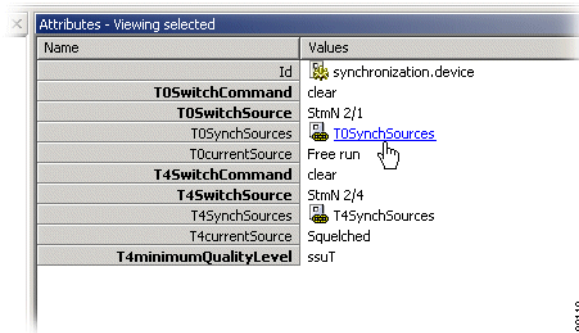 Attributes - Viewing selected
Name Values
Id synchronization.device
T0SwitchCommand clear
T0SwitchSource StmN 2/1
T0SynchSources T0SynchSources
T0currentSource Free run
T4SwitchCommand clear
T4SwitchSource StmN 2/4
T4SynchSources T4SynchSources
T4currentSource Squelched
T4minimumQualityLevel ssuT